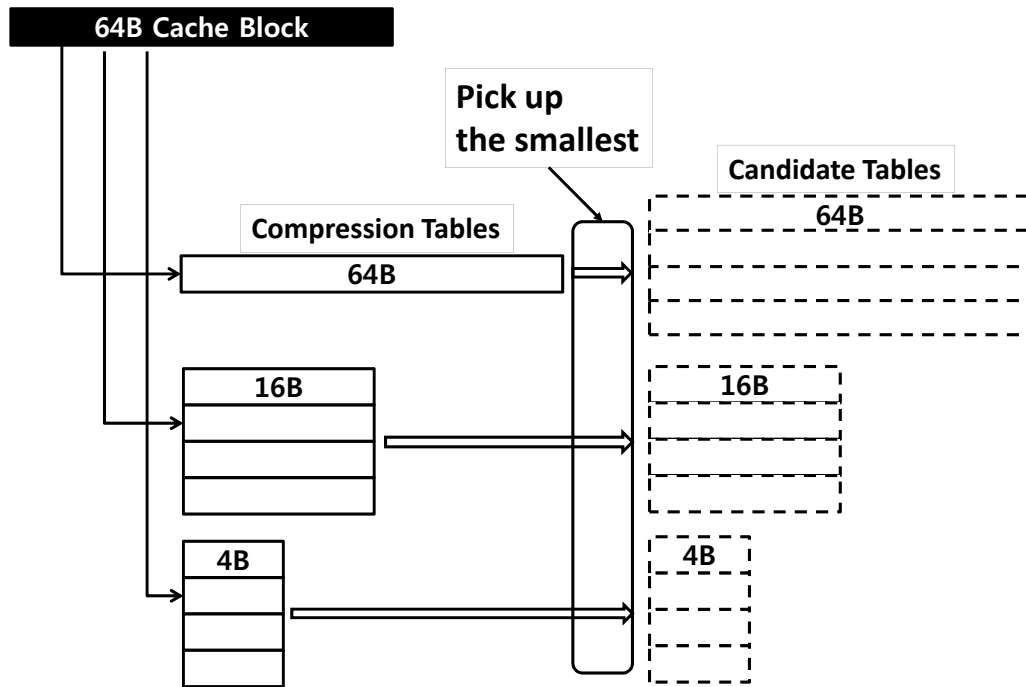 64B Cache Block
Pick up
the smallest
Candidate Tables
64B
Compression Tables
64B
16B
16B
4B
4B